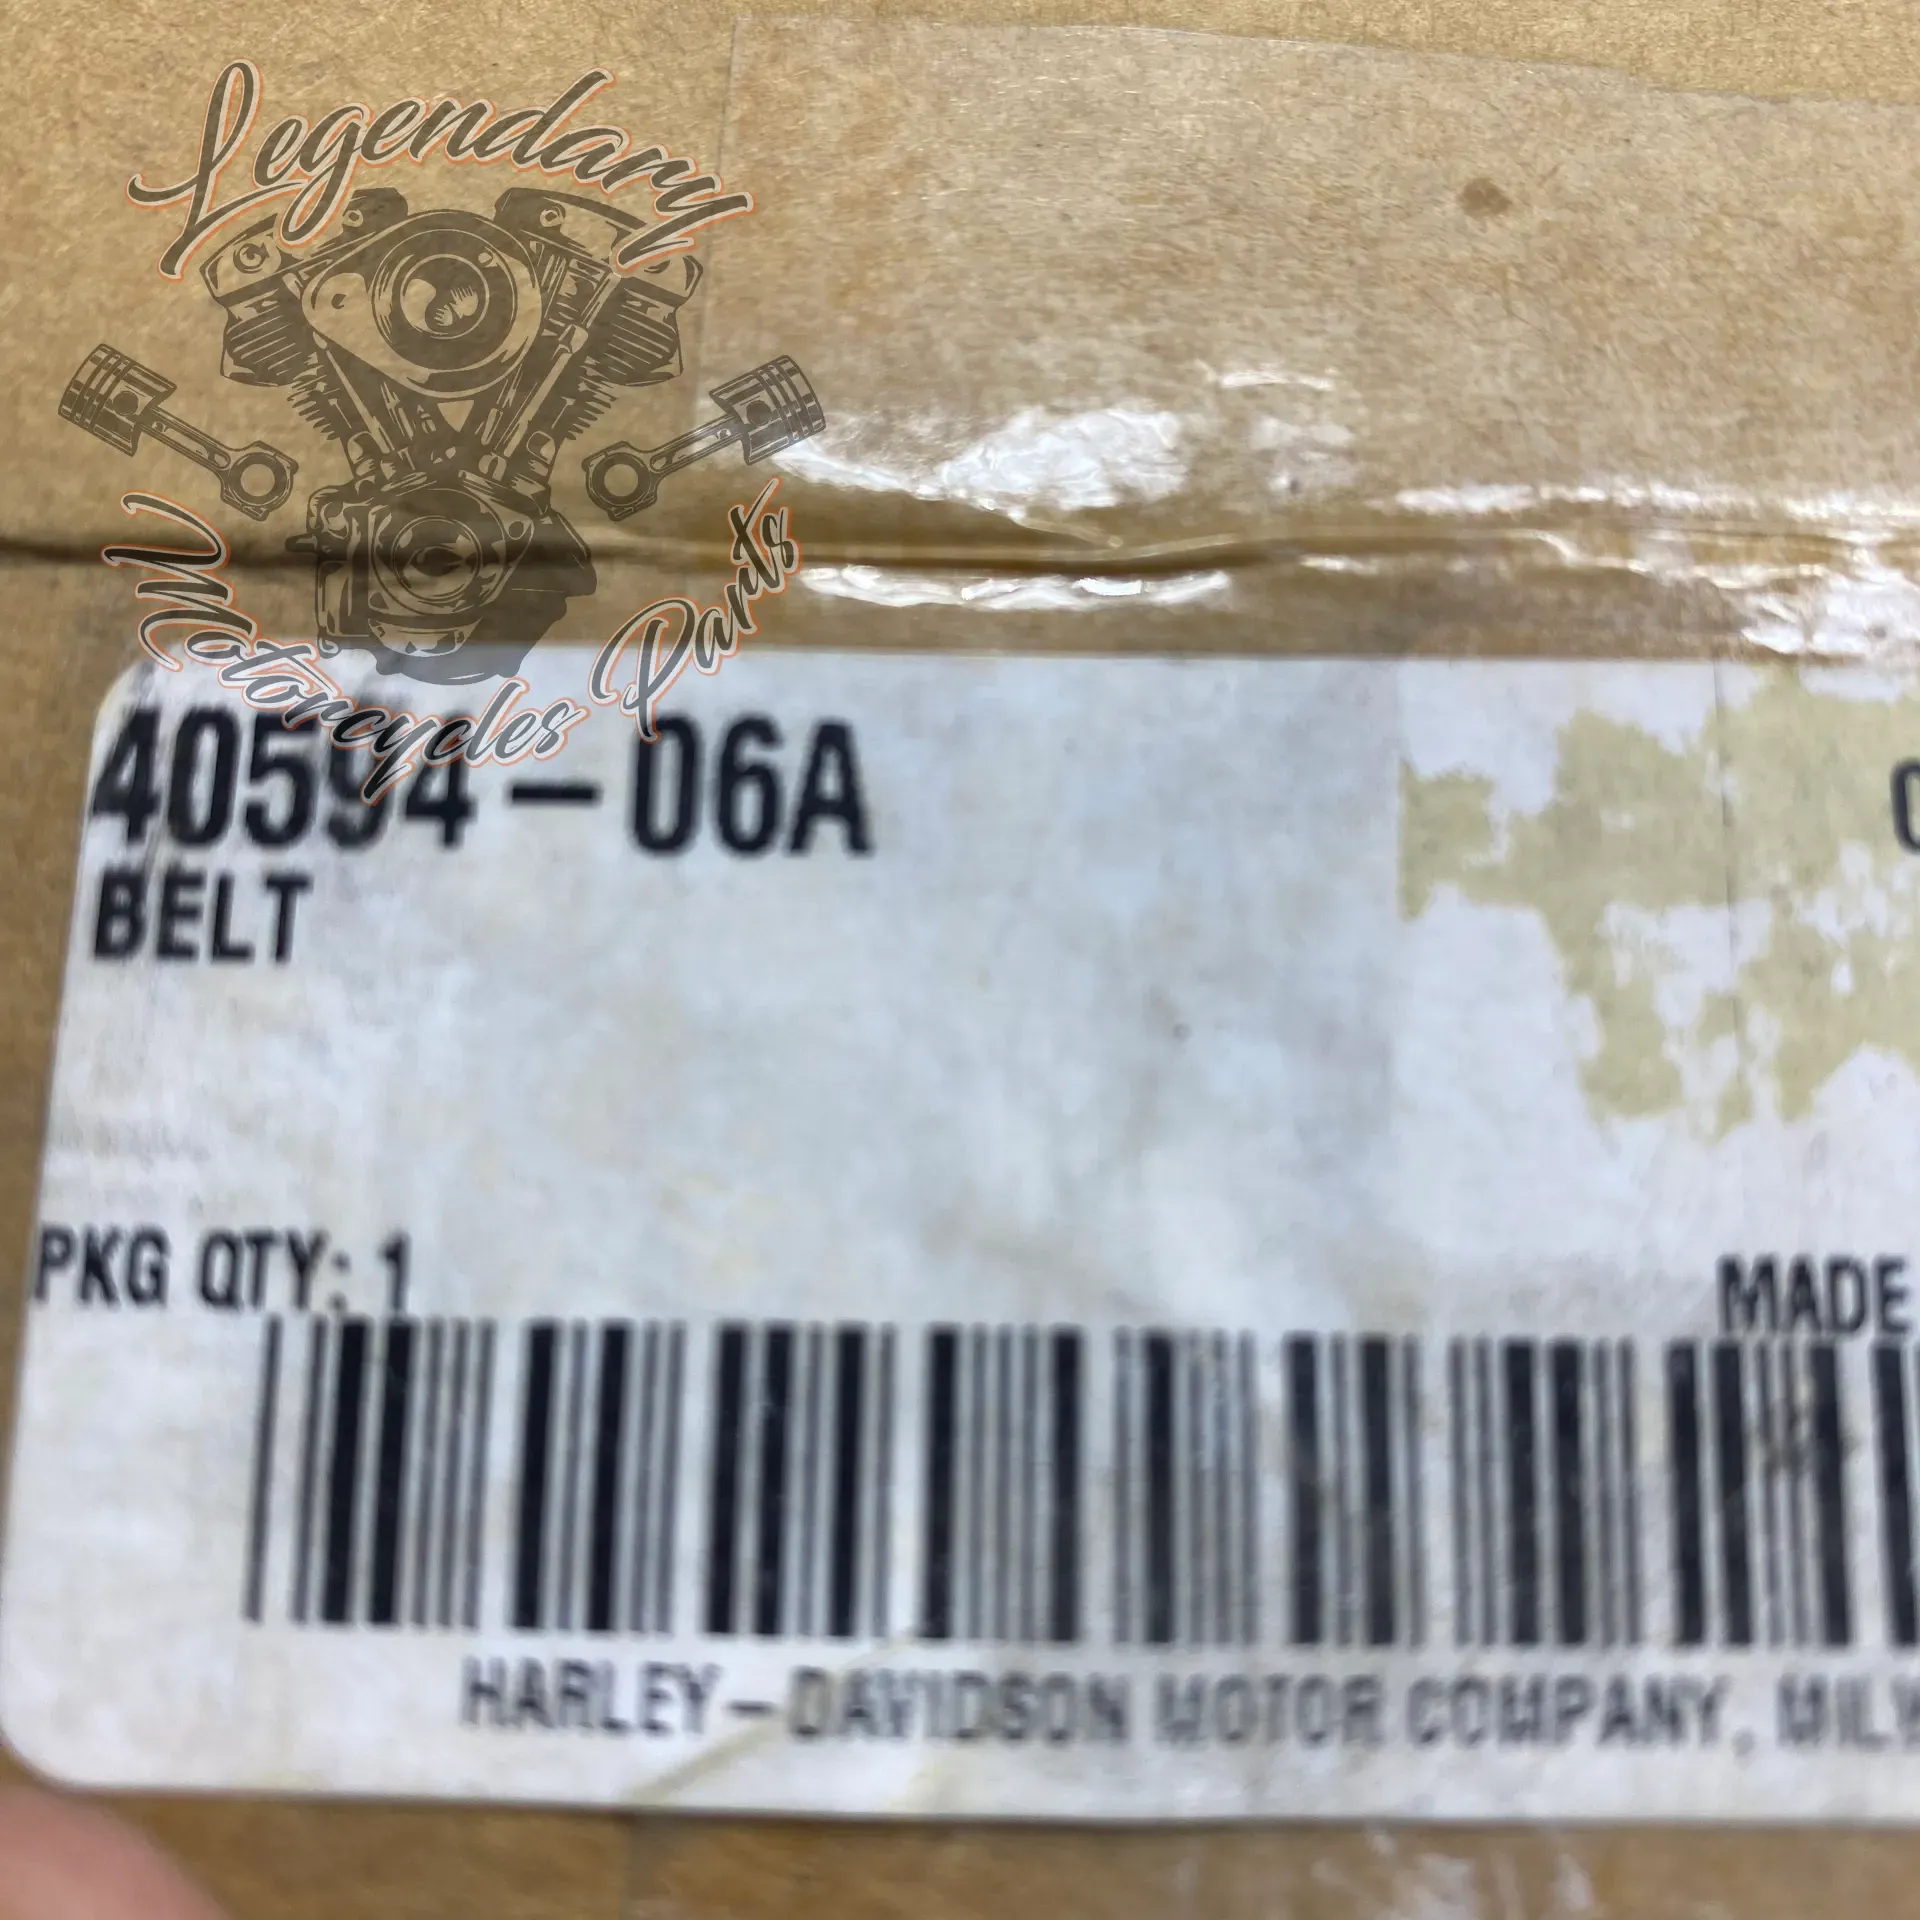 Legendary
Motorcycles Parts
40594-06A
BELT
PKG QTY: 1
MADE
HARLEY-DAVIDSON MOTOR COMPANY,